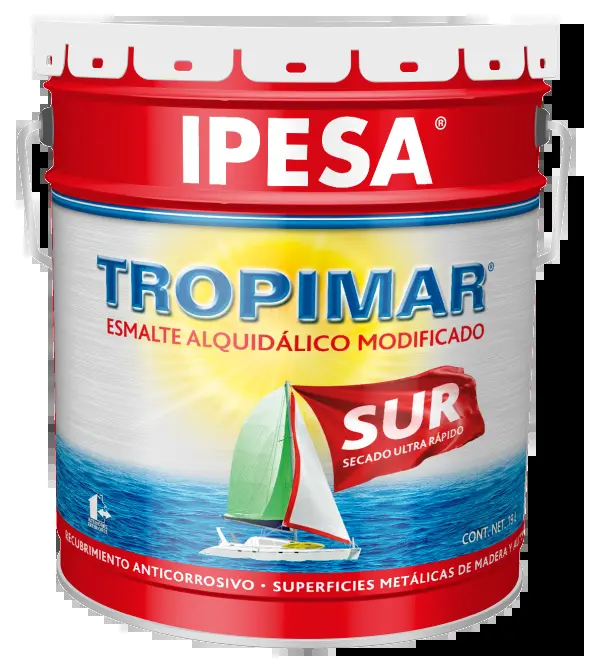 IPESA®
TROPIMAR®
ESMALTE ALQUIDÁLICO MODIFICADO
SUR
SECADO ULTRA RÁPIDO
CONT. NET.
RECUBRIMIENTO ANTICORROSIVO • SUPERFICIES METÁLICAS DE MADERA Y